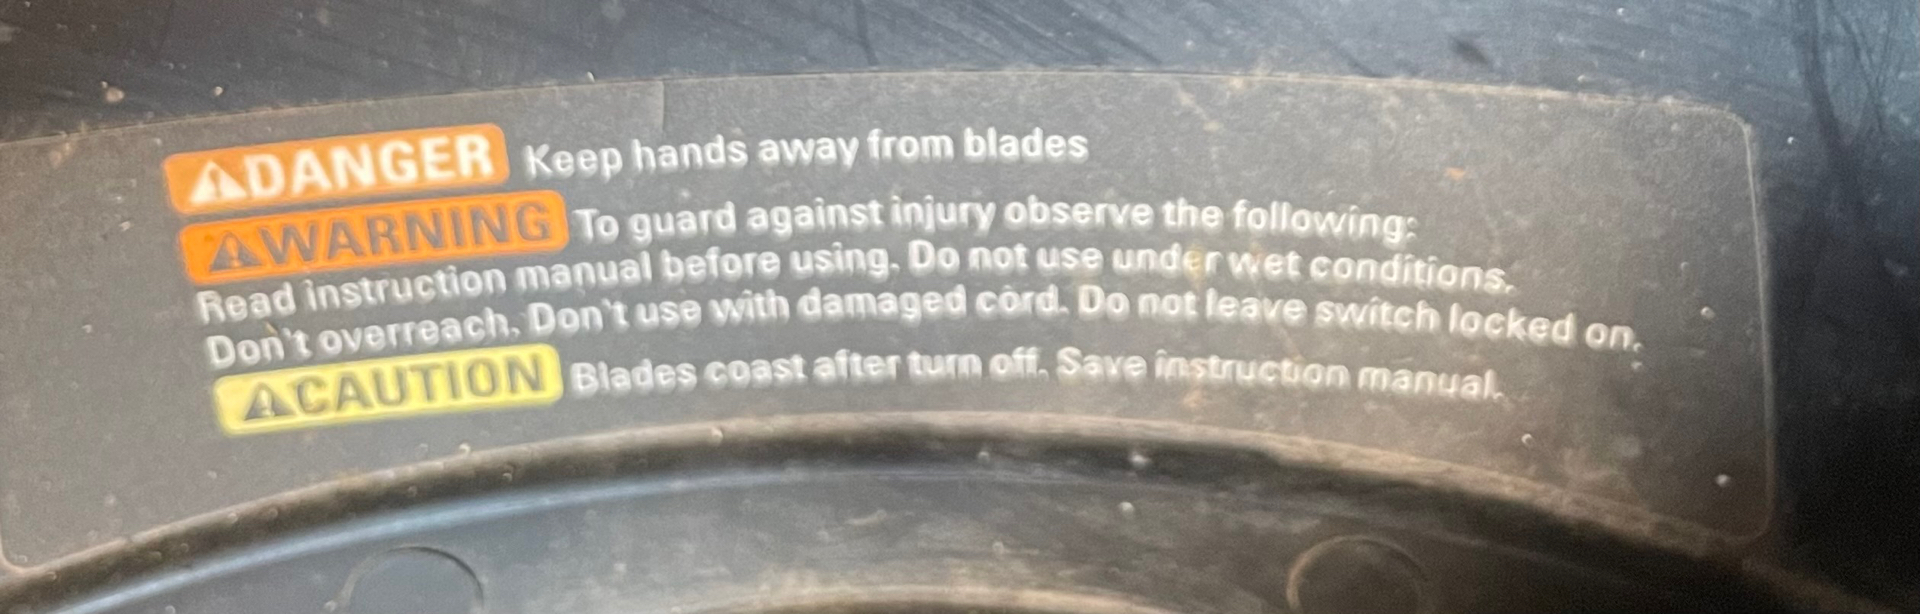 ⚠DANGER Keep hands away from blades
⚠WARNING To guard against injury observe the following:
Read instruction manual before using. Do not use under wet conditions.
Don't overreach. Don't use with damaged cord. Do not leave switch locked on.
⚠CAUTION Blades coast after turn off. Save instruction manual.